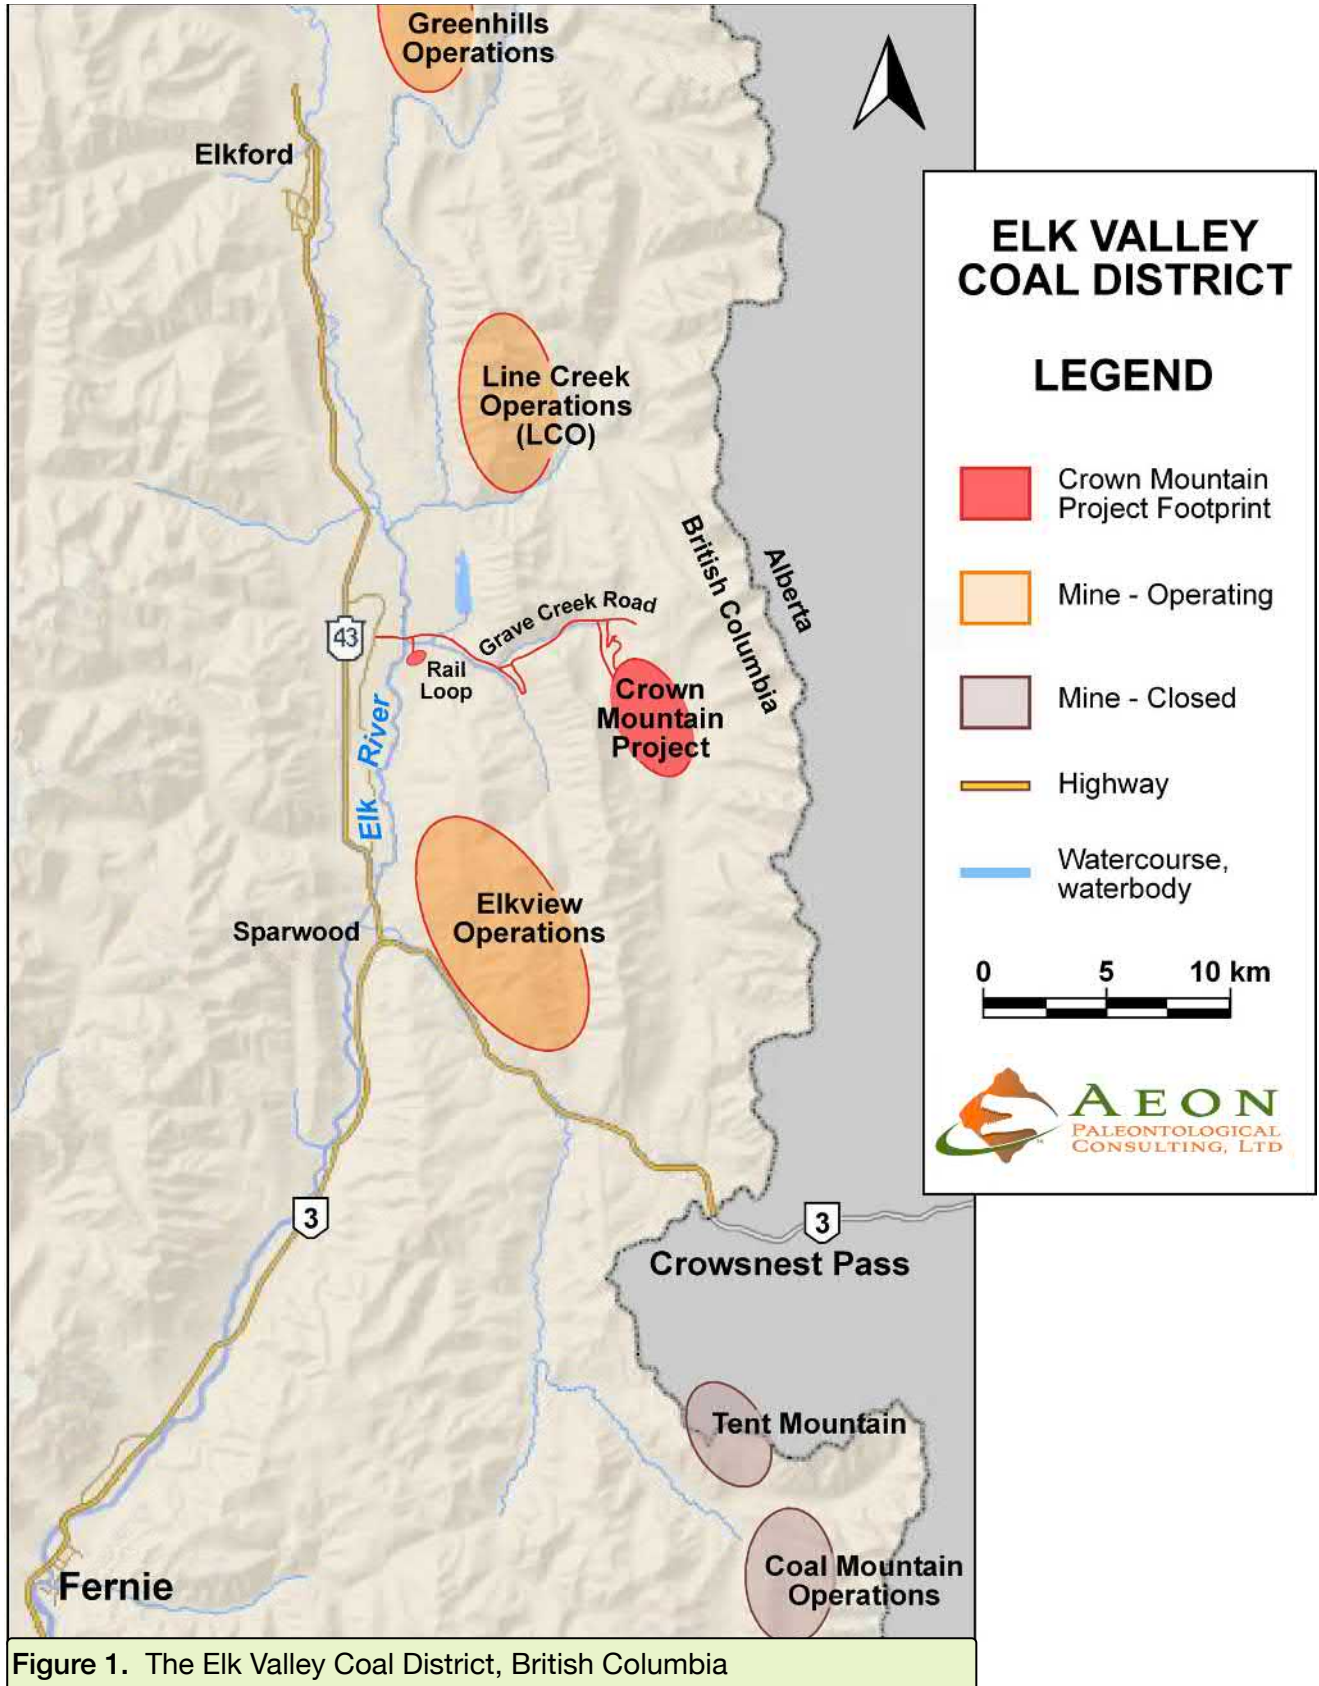 Greenhills
Operations
Elkford
Line Creek
Operations
(LCO)
British Columbia
Alberta
Grave Creek Road
43
Rail
Loop
Crown
Mountain
Project
Elk River
Elkview
Operations
Sparwood
3
3
Crowsnest Pass
Tent Mountain
Coal Mountain
Operations
Fernie
ELK VALLEY
COAL DISTRICT
LEGEND
Crown Mountain
Project Footprint
Mine - Operating
Mine - Closed
Highway
Watercourse,
waterbody
0 5 10 km
AEON
PALEONTOLOGICAL
CONSULTING, LTD
Figure 1. The Elk Valley Coal District, British Columbia